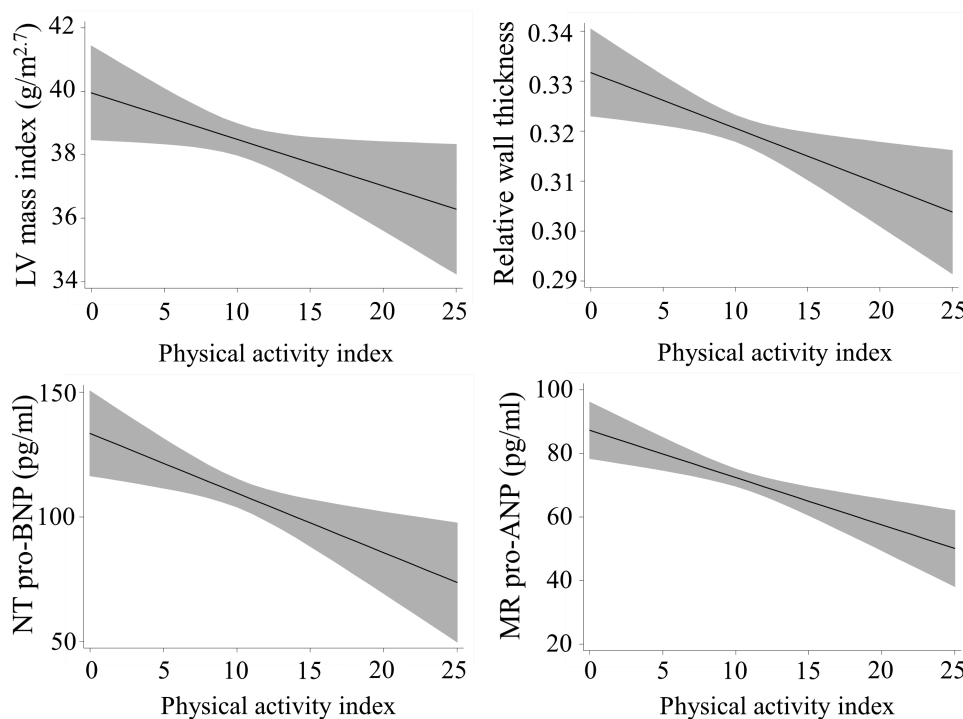 LV mass index (g/m2.7)
42
40
38
36
34
0 5 10 15 20 25
Physical activity index
Relative wall thickness
0.34
0.33
0.32
0.31
0.30
0.29
0 5 10 15 20 25
Physical activity index
NT pro-BNP (pg/ml)
150
100
50
0 5 10 15 20 25
Physical activity index
MR pro-ANP (pg/ml)
100
80
60
40
20
0 5 10 15 20 25
Physical activity index